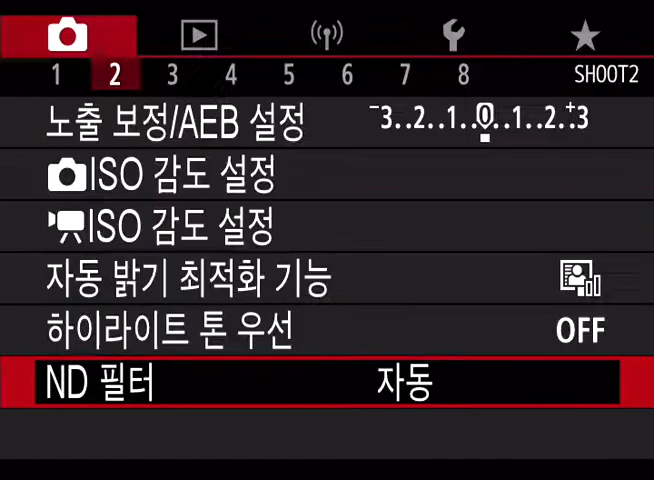 1 2 3 4 5 6 7 8 SHOOT2
노출 보정/AEB 설정 -3..2..1..0..1..2..+3
ISO 감도 설정
ISO 감도 설정
자동 밝기 최적화 기능
하이라이트 톤 우선 OFF
ND 필터 자동